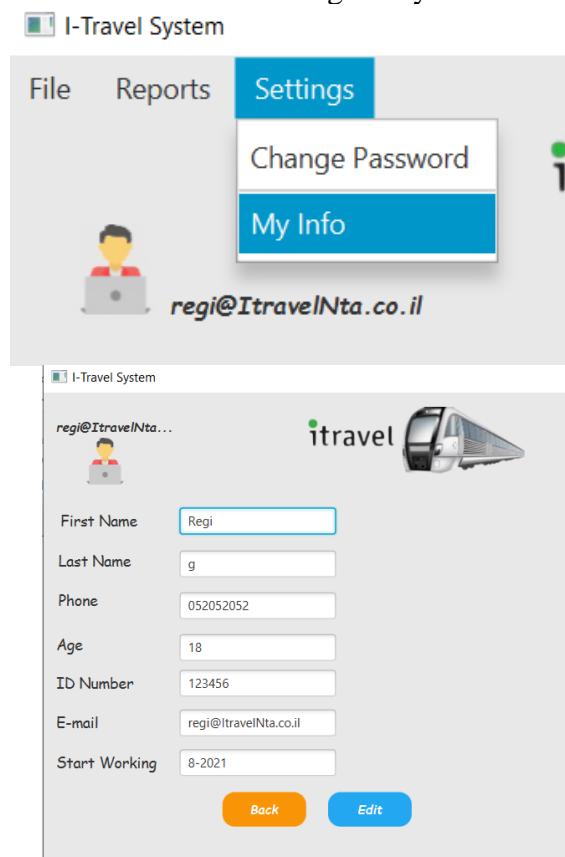 I-Travel System
File Reports Settings
Change Password
My Info
regi@ItravelNta.co.il
I-Travel System
regi@ItravelNta...
itravel
First Name Regi
Last Name g
Phone 052052052
Age 18
ID Number 123456
E-mail regi@ItravelNta.co.il
Start Working 8-2021
Back Edit